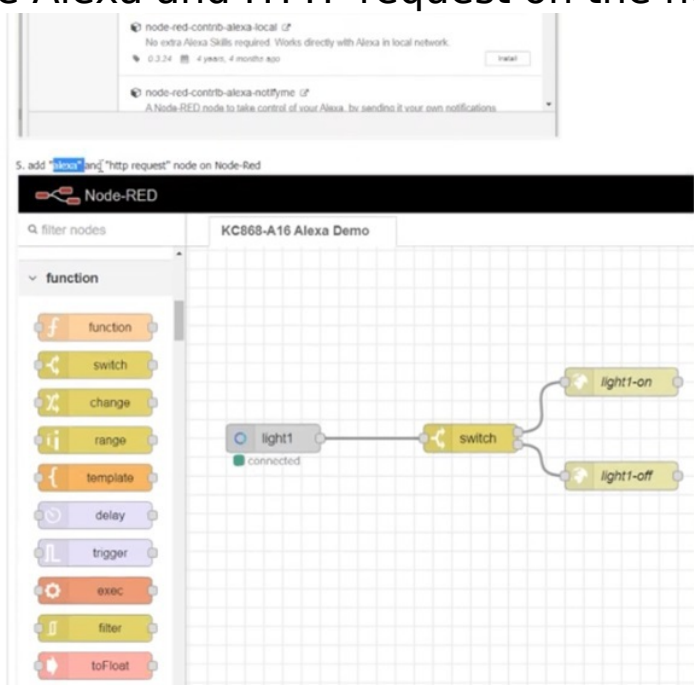 e Alexa and HTTP request on the n
node-red-contrib-alexa-local
No extra Alexa Skills required. Works directly with Alexa in local network.
0.3.24 4 years, 4 months ago
install
node-red-contrib-alexa-notifyme
A Node-RED node to take control of your Alexa, by sending it your own notifications
5. add "alexa" and "http request" node on Node-Red
Node-RED
filter nodes
KC868-A16 Alexa Demo
function
function
switch
change
range
template
delay
trigger
exec
filter
toFloat
light1
connected
switch
light1-on
light1-off